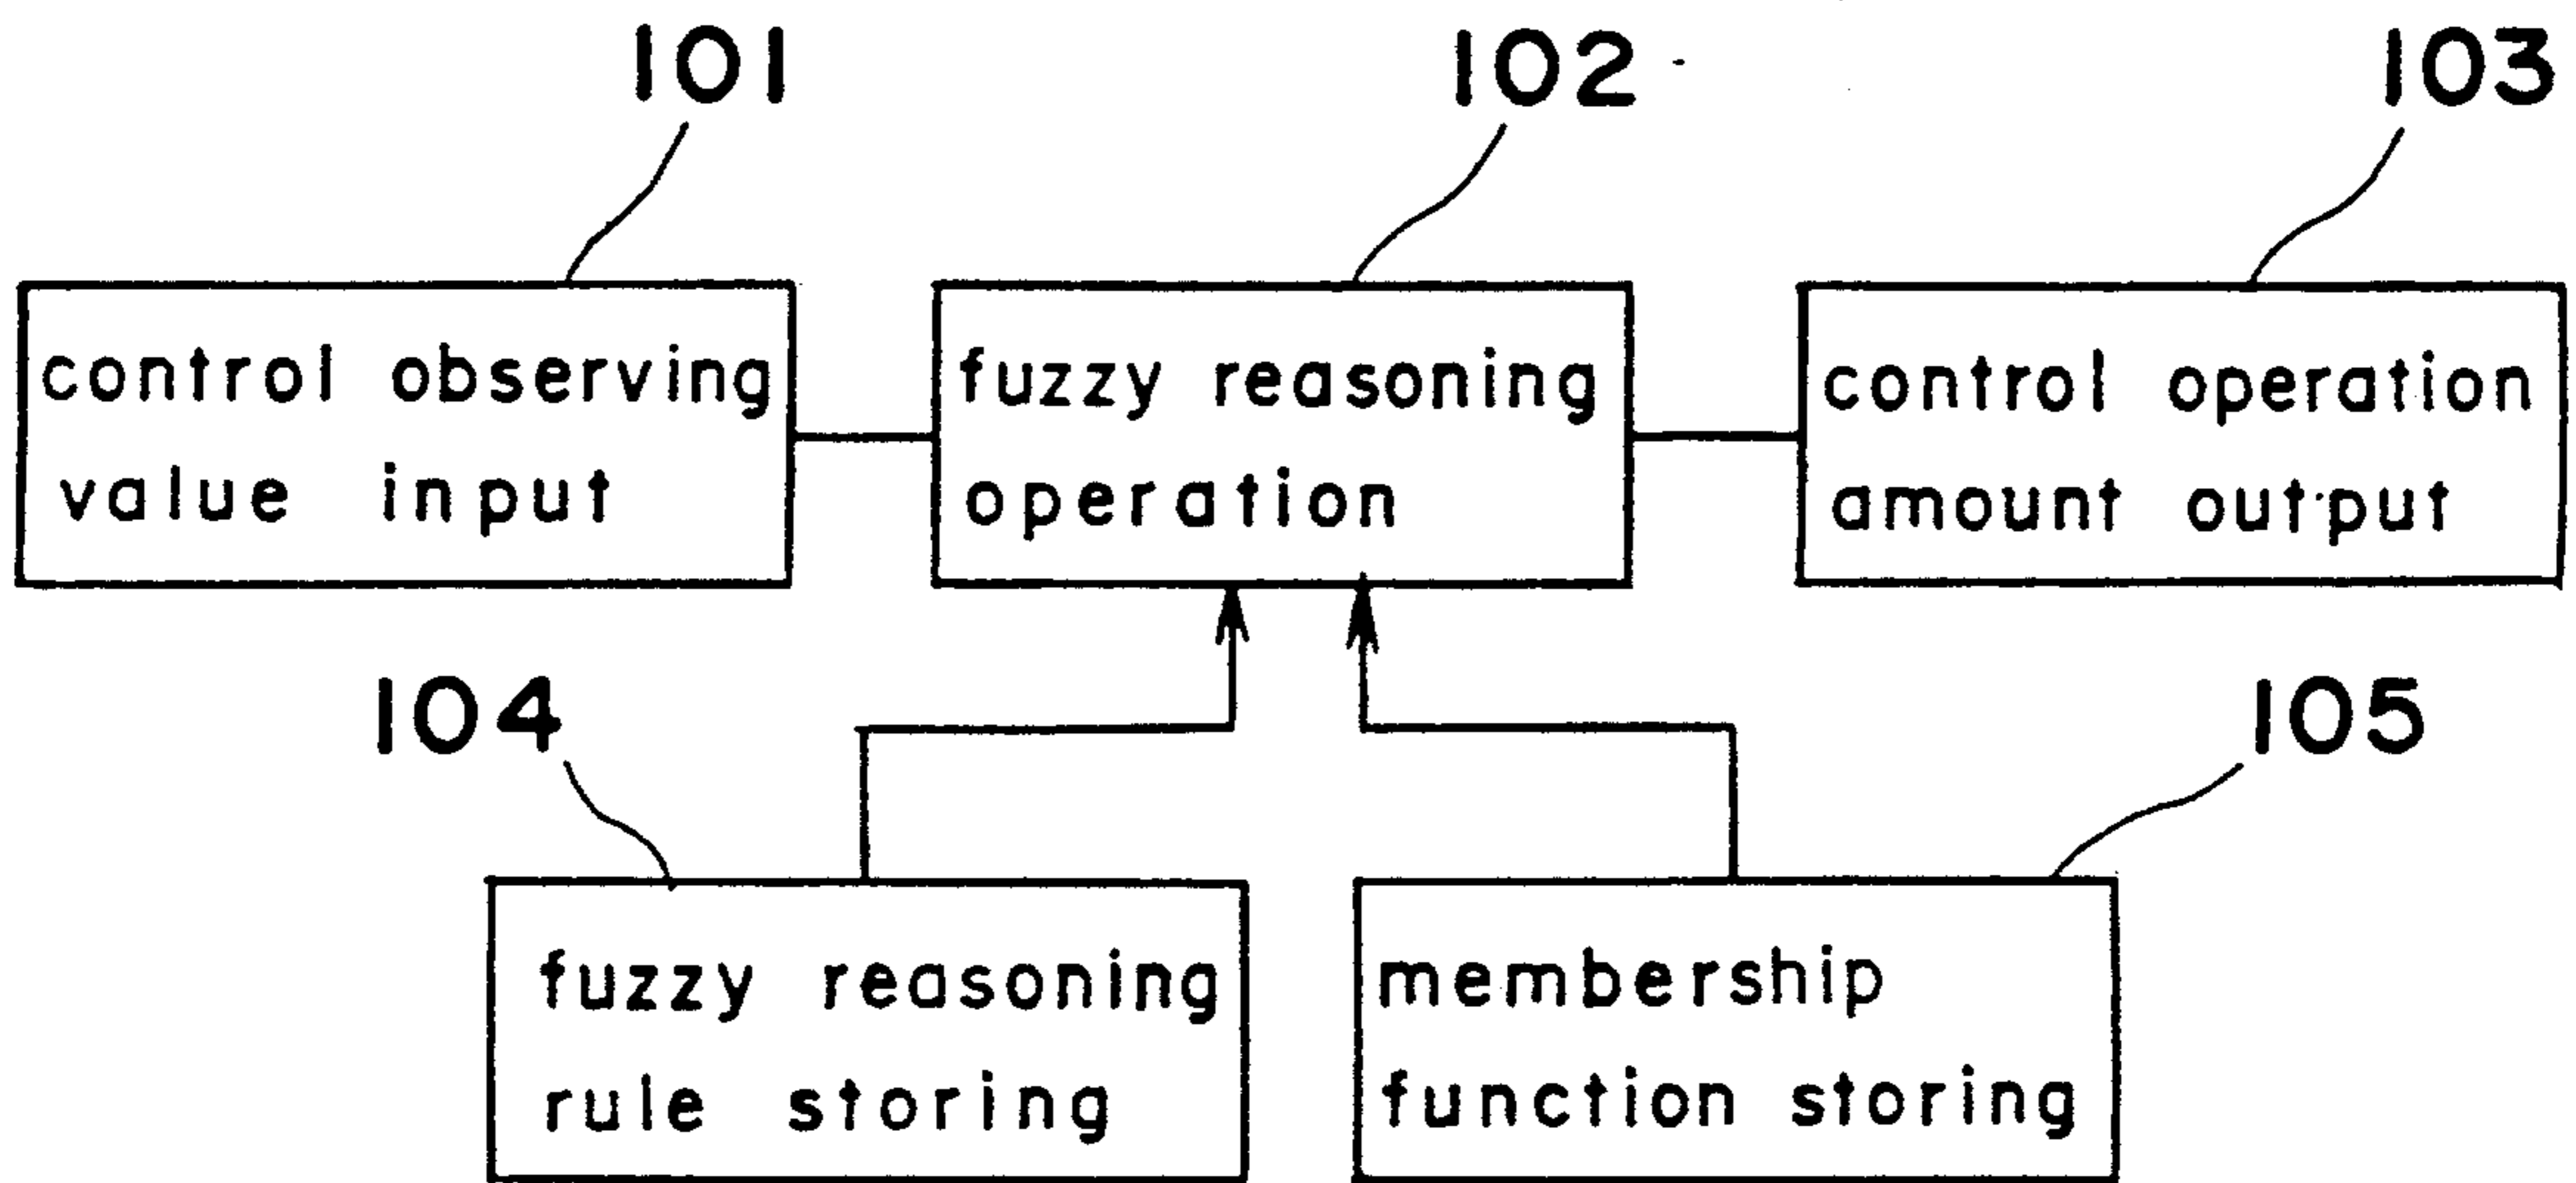 101
102
103
control observing
value input
fuzzy reasoning
operation
control operation
amount output
104
105
fuzzy reasoning
rule storing
membership
function storing